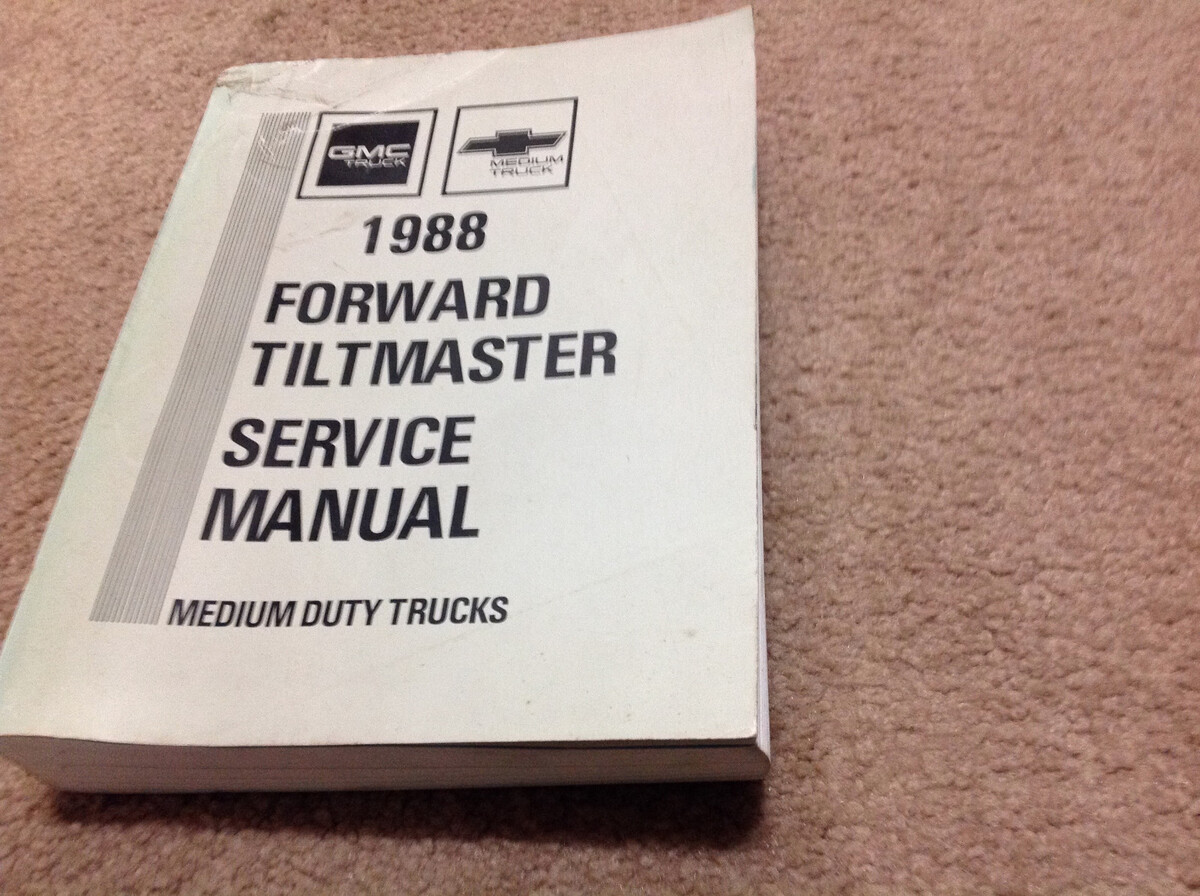 GMC
TRUCK
MEDIUM
TRUCK
1988
FORWARD
TILTMASTER
SERVICE
MANUAL
MEDIUM DUTY TRUCKS